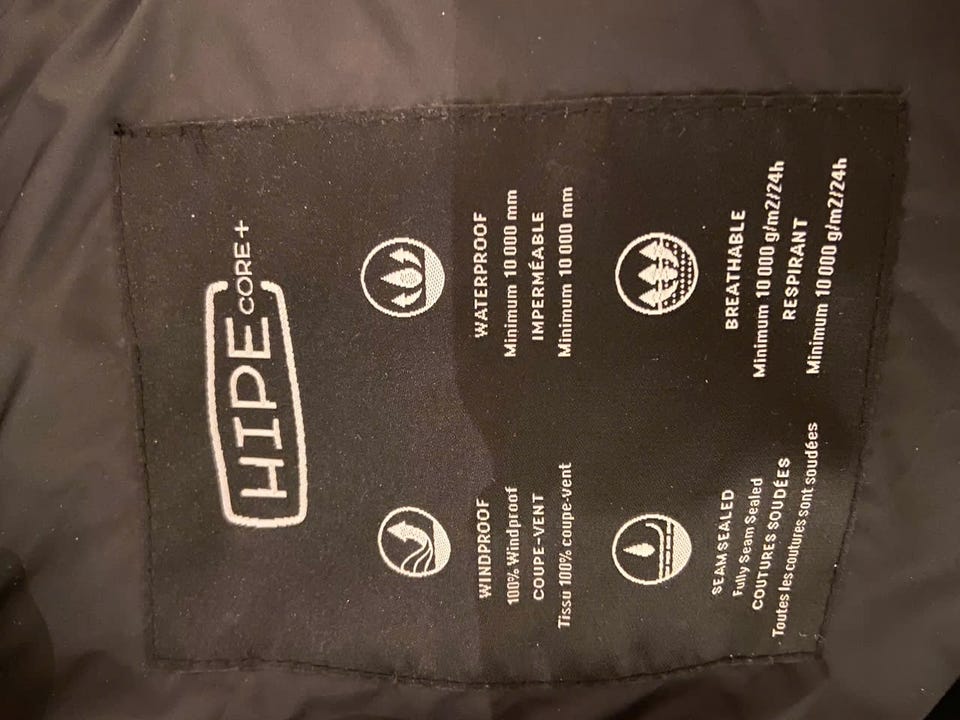 HIPE CORE+
WINDPROOF
100% Windproof
COUPE-VENT
Tissu 100% coupe-vent
WATERPROOF
Minimum 10 000 mm
IMPERMÉABLE
Minimum 10 000 mm
SEAM SEALED
Fully Seam Sealed
COUTURES SOUDÉES
Toutes les coutures sont soudées
BREATHABLE
Minimum 10 000 g/m2/24h
RESPIRANT
Minimum 10 000 g/m2/24h